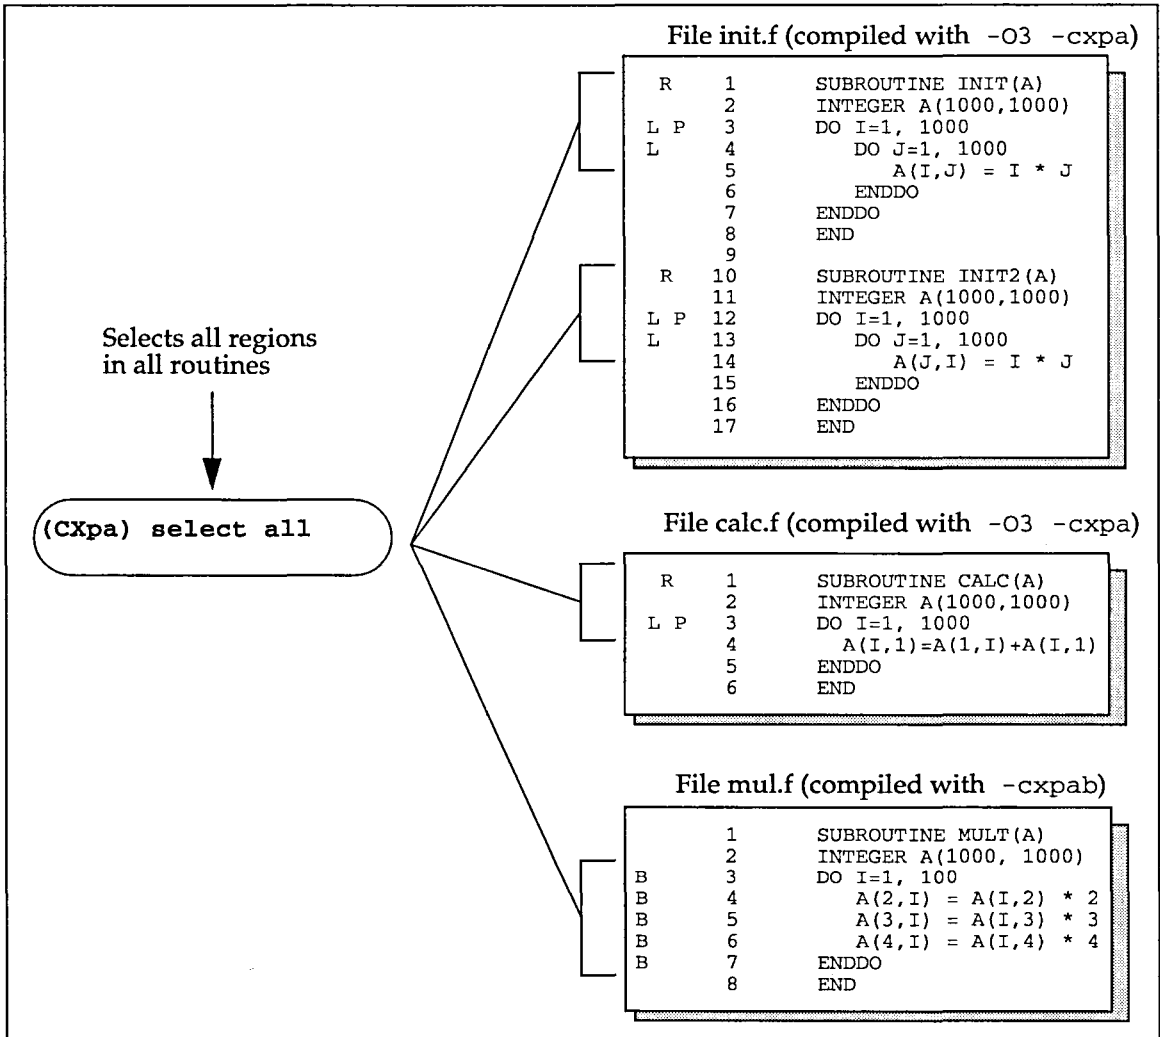 File init.f (compiled with -O3 -cxpa)
R 1 SUBROUTINE INIT(A)
2 INTEGER A(1000,1000)
L P 3 DO I=1, 1000
L 4 DO J=1, 1000
5 A(I,J) = I * J
6 ENDDO
7 ENDDO
8 END
9
R 10 SUBROUTINE INIT2(A)
11 INTEGER A(1000,1000)
L P 12 DO I=1, 1000
L 13 DO J=1, 1000
14 A(J,I) = I * J
15 ENDDO
16 ENDDO
17 END
Selects all regions
in all routines
(CXpa) select all
File calc.f (compiled with -O3 -cxpa)
R 1 SUBROUTINE CALC(A)
2 INTEGER A(1000,1000)
L P 3 DO I=1, 1000
4 A(I,1)=A(1,I)+A(I,1)
5 ENDDO
6 END
File mul.f (compiled with -cxpab)
1 SUBROUTINE MULT(A)
2 INTEGER A(1000, 1000)
B 3 DO I=1, 100
B 4 A(2,I) = A(I,2) * 2
B 5 A(3,I) = A(I,3) * 3
B 6 A(4,I) = A(I,4) * 4
B 7 ENDDO
8 END